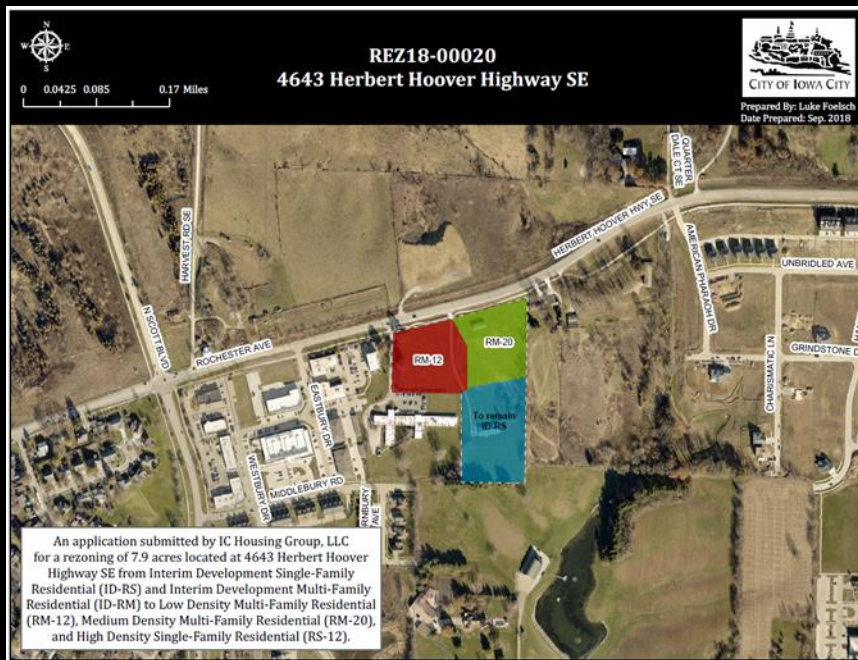 N
W E
S
REZ18-00020
4643 Herbert Hoover Highway SE
0 0.0425 0.085 0.17 Miles
CITY OF IOWA CITY
Prepared By: Luke Foelsch
Date Prepared: Sep. 2018
QUARTER
DALE CT SE
HARVEST RD SE
HERBERT HOOVER HWY SE
AMERICAN PHARAOH DR
UNBRIDLED AVE
N SCOTT BLVD
ROCHESTER AVE
RM-20
RM-12
GRINDSTONE D
CHARISMATIC LN
EASTBURY DR
To remain
ID-RS
WESTBURY DR
MIDDLEBURY RD
RNBURY
AVE
An application submitted by IC Housing Group, LLC
for a rezoning of 7.9 acres located at 4643 Herbert Hoover
Highway SE from Interim Development Single-Family
Residential (ID-RS) and Interim Development Multi-Family
Residential (ID-RM) to Low Density Multi-Family Residential
(RM-12), Medium Density Multi-Family Residential (RM-20),
and High Density Single-Family Residential (RS-12).